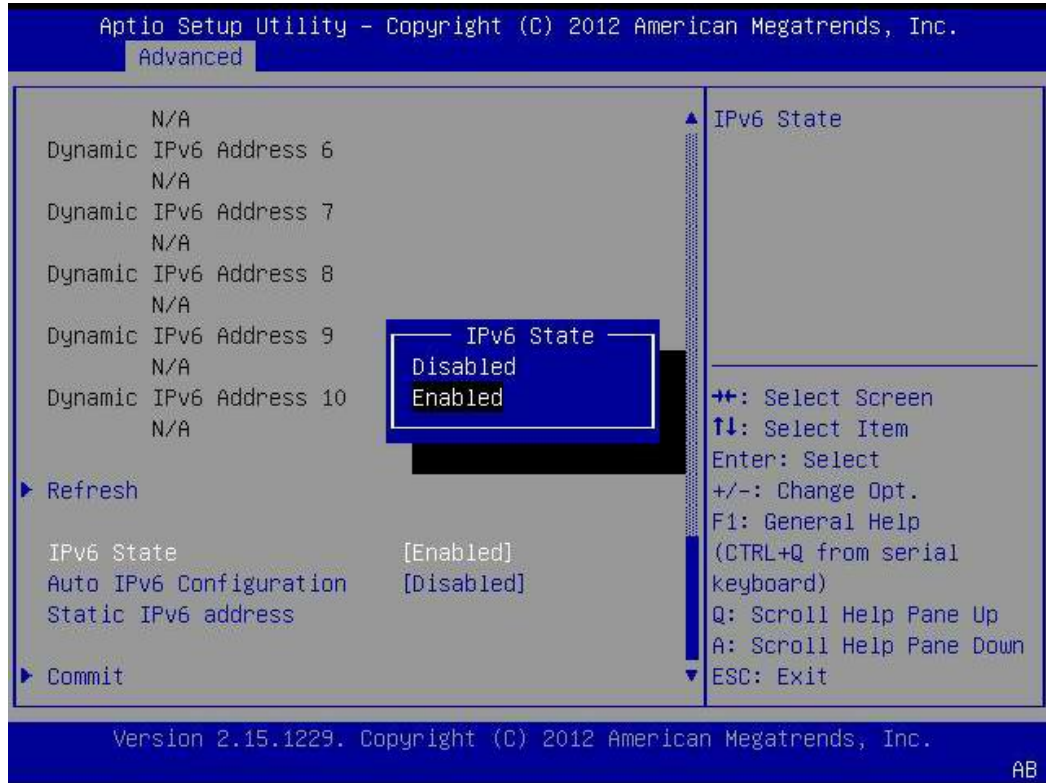 Aptio Setup Utility – Copyright (C) 2012 American Megatrends, Inc.
Advanced
N/A
Dynamic IPv6 Address 6
N/A
Dynamic IPv6 Address 7
N/A
Dynamic IPv6 Address 8
N/A
Dynamic IPv6 Address 9
N/A
Dynamic IPv6 Address 10
N/A
Refresh
IPv6 State [Enabled]
Auto IPv6 Configuration [Disabled]
Static IPv6 address
Commit
IPv6 State
Disabled
Enabled
IPv6 State
→←: Select Screen
↑↓: Select Item
Enter: Select
+/-: Change Opt.
F1: General Help
(CTRL+Q from serial
keyboard)
Q: Scroll Help Pane Up
A: Scroll Help Pane Down
ESC: Exit
Version 2.15.1229. Copyright (C) 2012 American Megatrends, Inc.
AB